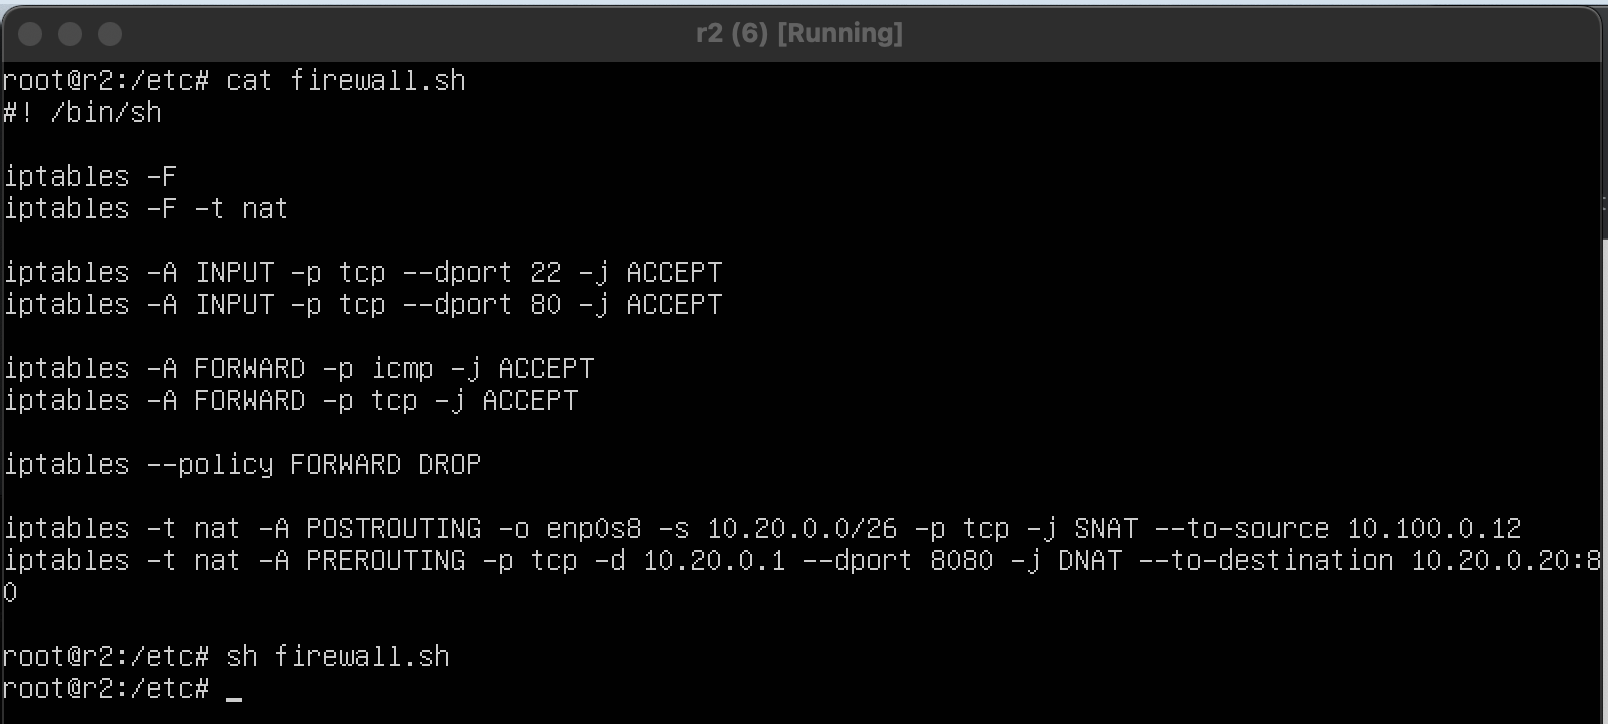 r2 (6) [Running]
root@r2:/etc# cat firewall.sh
#! /bin/sh
iptables -F
iptables -F -t nat
iptables -A INPUT -p tcp --dport 22 -j ACCEPT
iptables -A INPUT -p tcp --dport 80 -j ACCEPT
iptables -A FORWARD -p icmp -j ACCEPT
iptables -A FORWARD -p tcp -j ACCEPT
iptables --policy FORWARD DROP
iptables -t nat -A POSTROUTING -o enp0s8 -s 10.20.0.0/26 -p tcp -j SNAT --to-source 10.100.0.12
iptables -t nat -A PREROUTING -p tcp -d 10.20.0.1 --dport 8080 -j DNAT --to-destination 10.20.0.20:8
0
root@r2:/etc# sh firewall.sh
root@r2:/etc# _